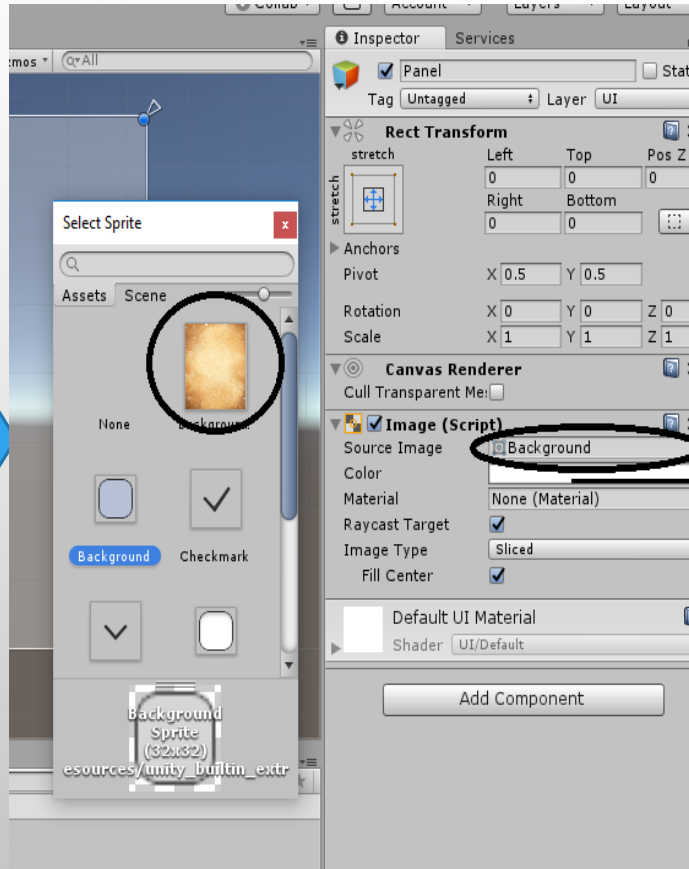 Collab
Account
Layers
Layout
Inspector Services
zmos All
Panel Stat
Tag Untagged Layer UI
Rect Transform
stretch Left Top Pos Z
stretch
0 0 0
Right Bottom
0 0
Select Sprite x
Anchors
Pivot X 0.5 Y 0.5
Assets Scene
Rotation X 0 Y 0 Z 0
Scale X 1 Y 1 Z 1
Canvas Renderer
Cull Transparent Me:
None Backgroun...
Image (Script)
Source Image Background
Color
Material None (Material)
Raycast Target
Image Type Sliced
Background Checkmark
Fill Center
Default UI Material
Shader UI/Default
Add Component
Background
Sprite
(32x32)
esources/unity_builtin_extr